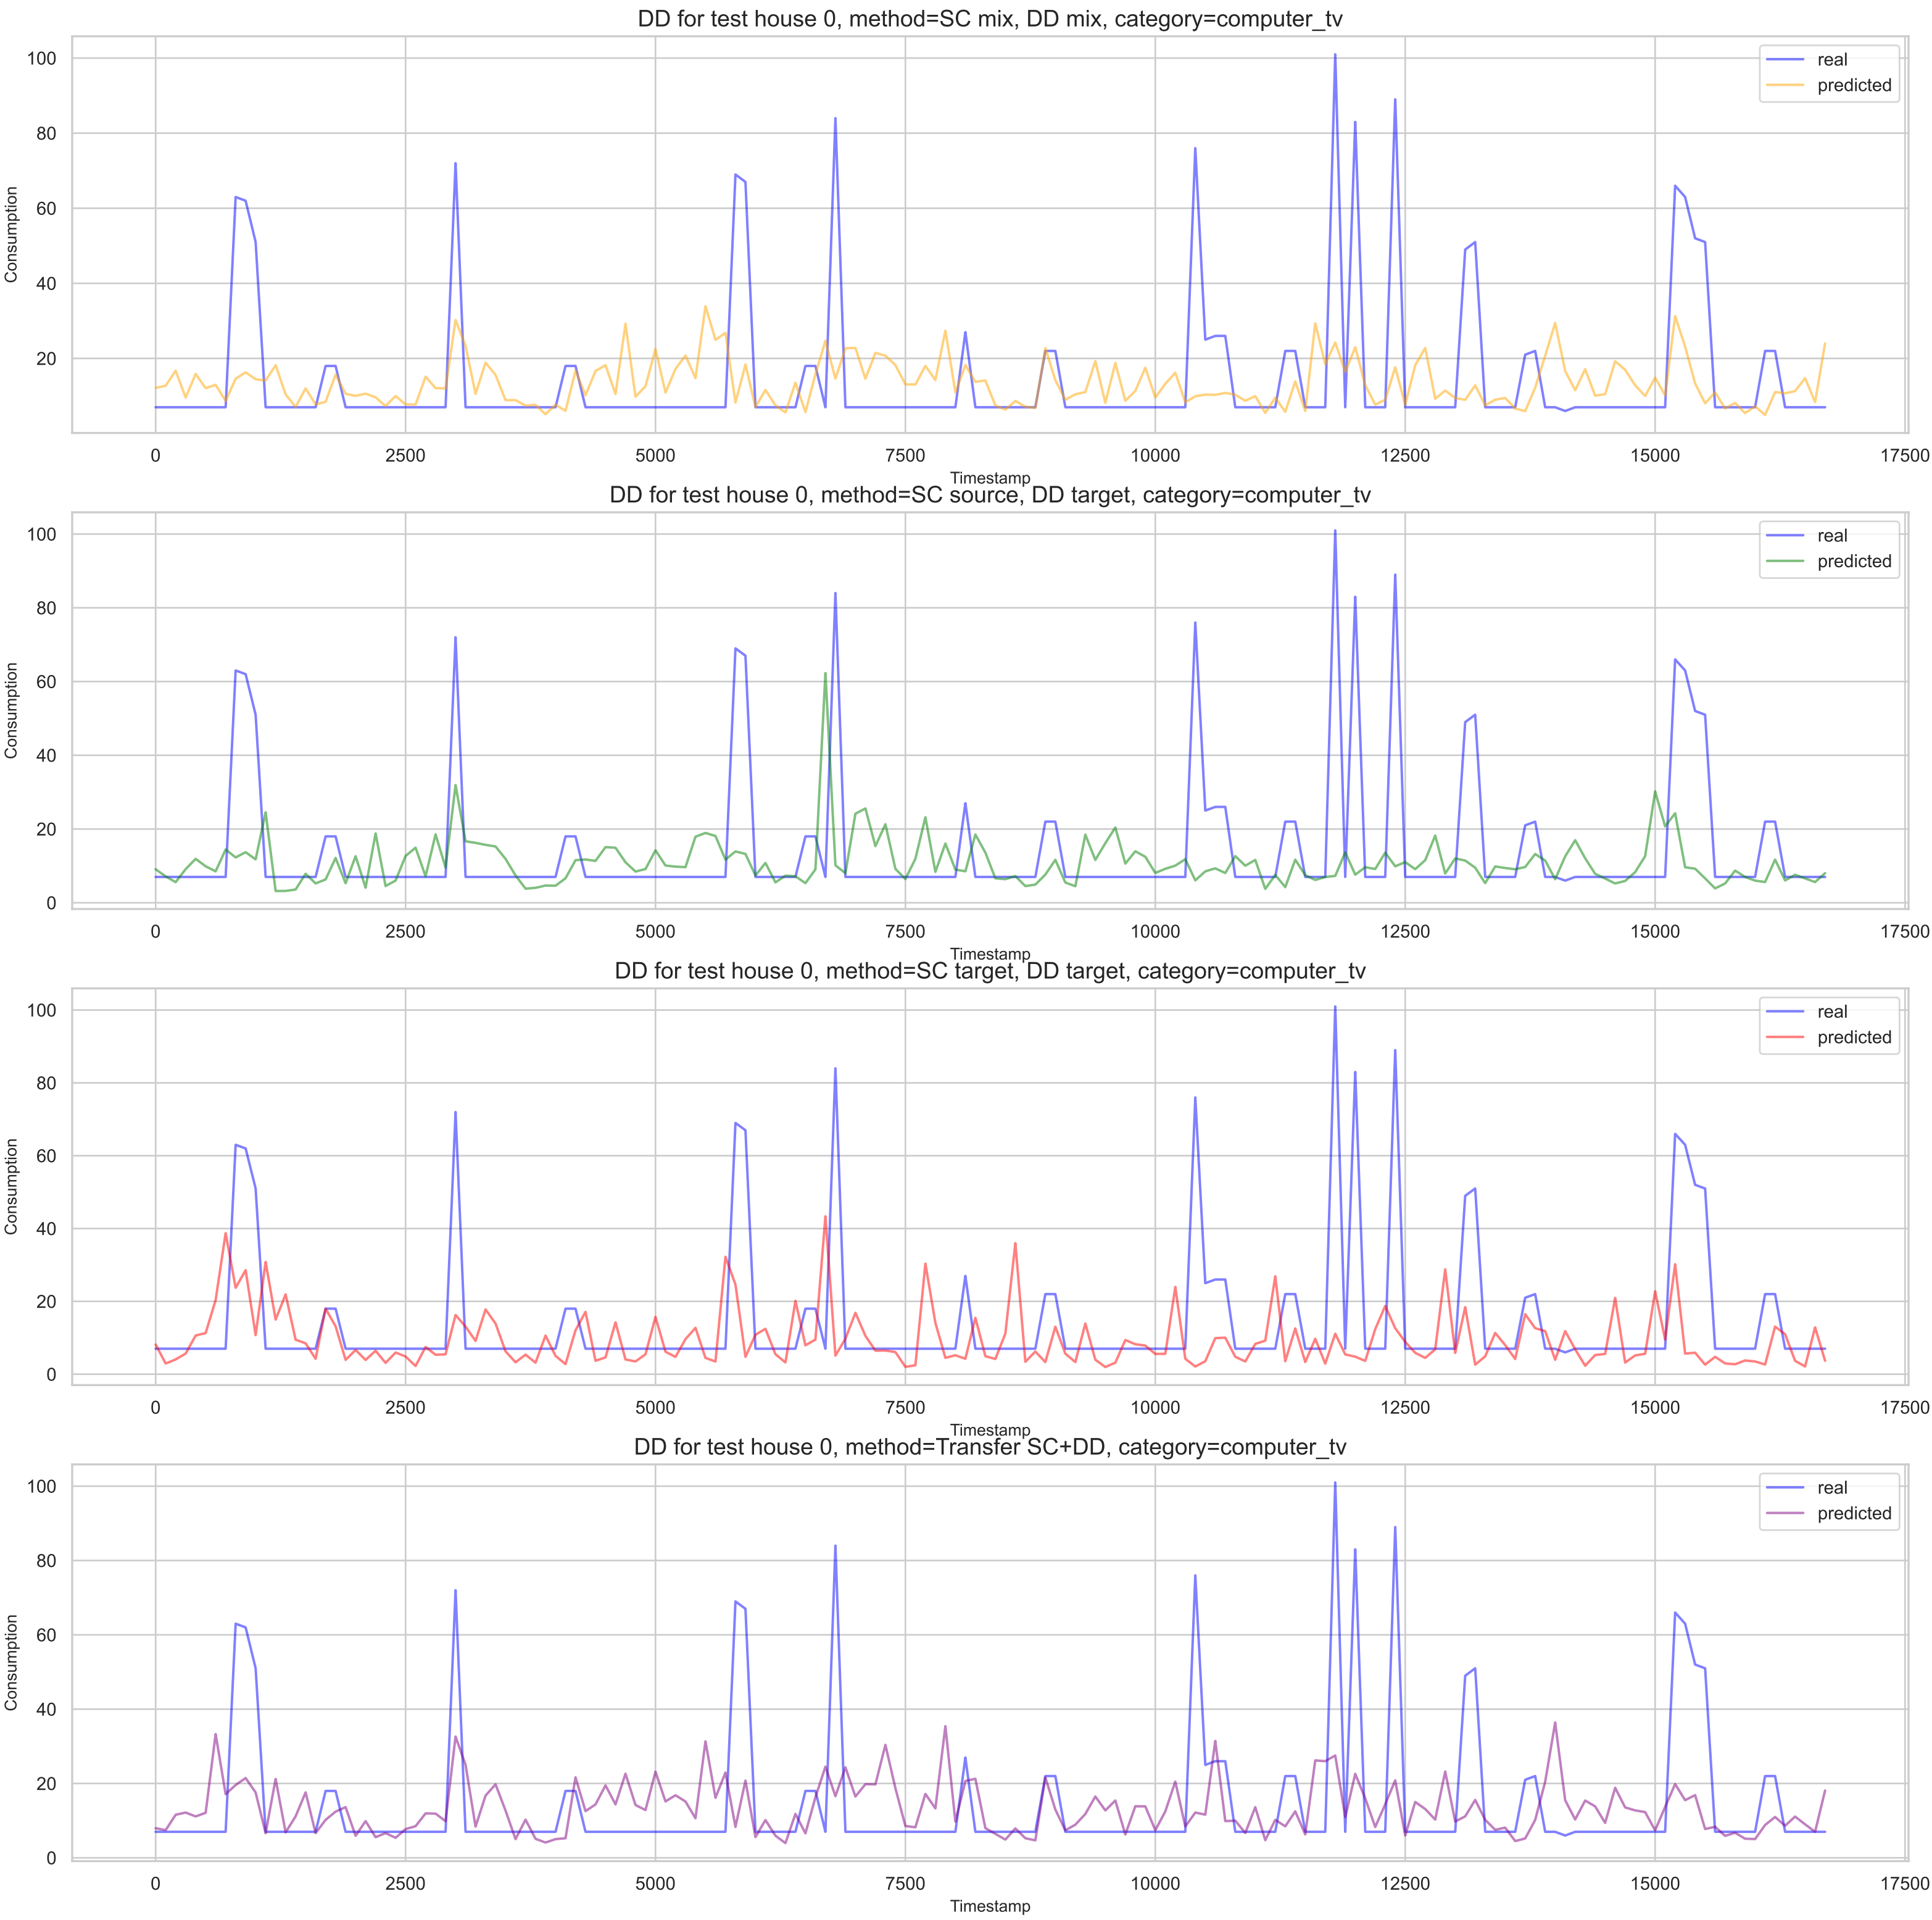 DD for test house 0, method=SC mix, DD mix, category=computer_tv
100
80
60
40
20
Consumption
real
predicted
0 2500 5000 7500 10000 12500 15000 17500
Timestamp
DD for test house 0, method=SC source, DD target, category=computer_tv
100
80
60
40
20
0
Consumption
real
predicted
0 2500 5000 7500 10000 12500 15000 17500
Timestamp
DD for test house 0, method=SC target, DD target, category=computer_tv
100
80
60
40
20
0
Consumption
real
predicted
0 2500 5000 7500 10000 12500 15000 17500
Timestamp
DD for test house 0, method=Transfer SC+DD, category=computer_tv
100
80
60
40
20
0
Consumption
real
predicted
0 2500 5000 7500 10000 12500 15000 17500
Timestamp